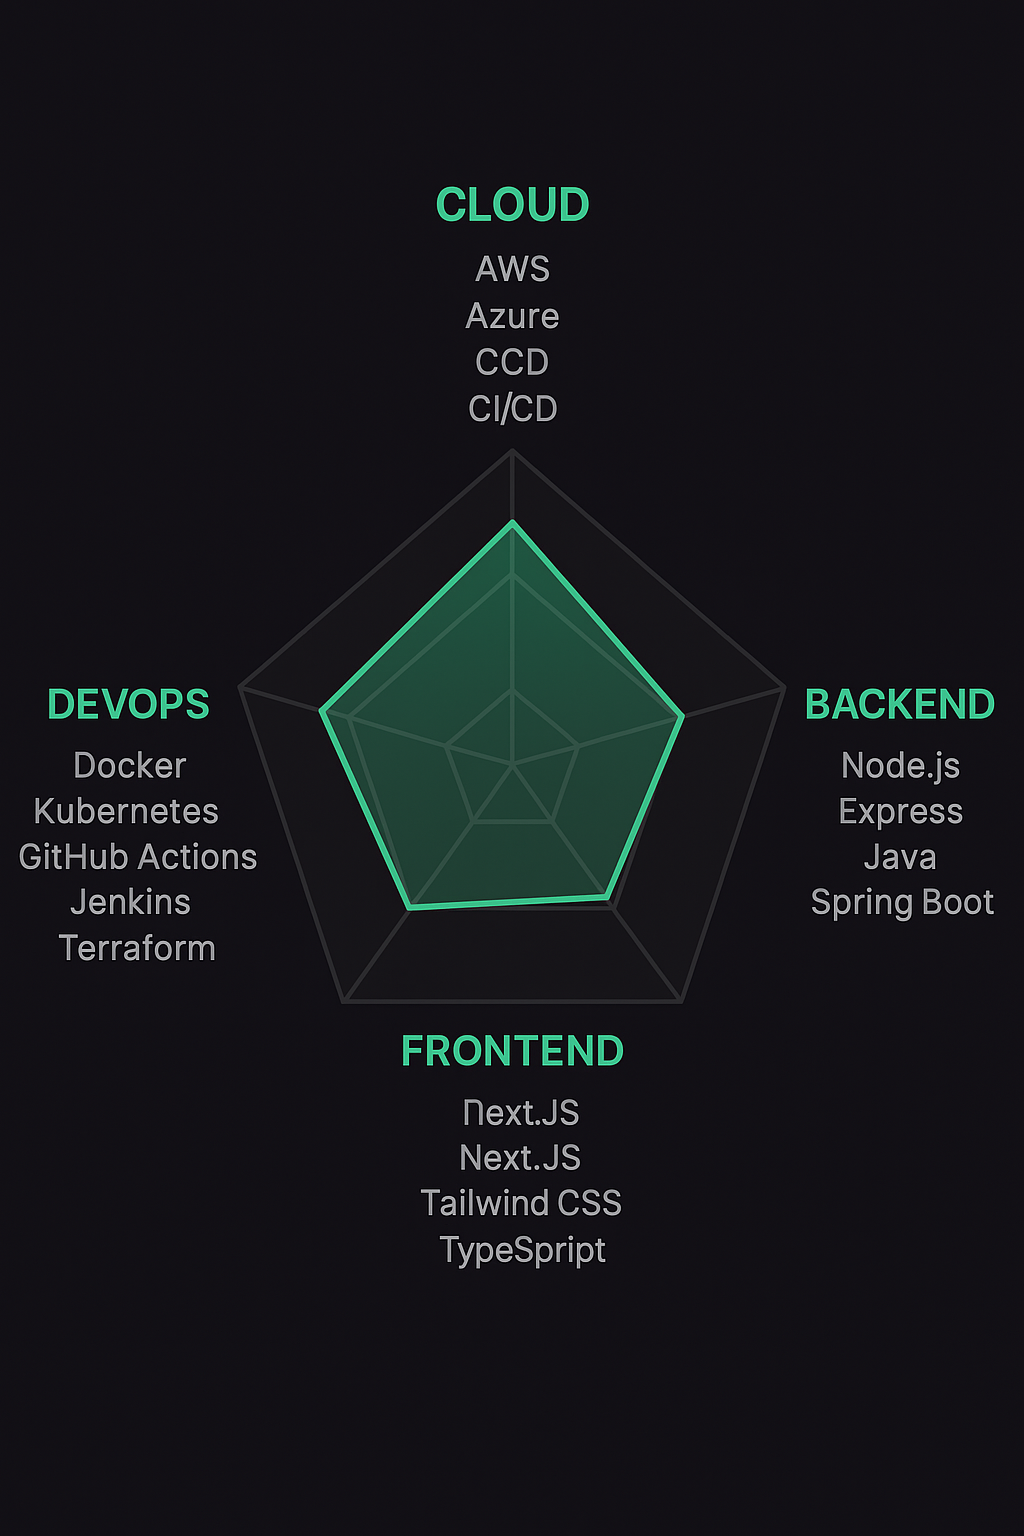 CLOUD
AWS
Azure
CCD
CI/CD
DEVOPS
Docker
Kubernetes
GitHub Actions
Jenkins
Terraform
BACKEND
Node.js
Express
Java
Spring Boot
FRONTEND
Next.JS
Next.JS
Tailwind CSS
TypeSpript